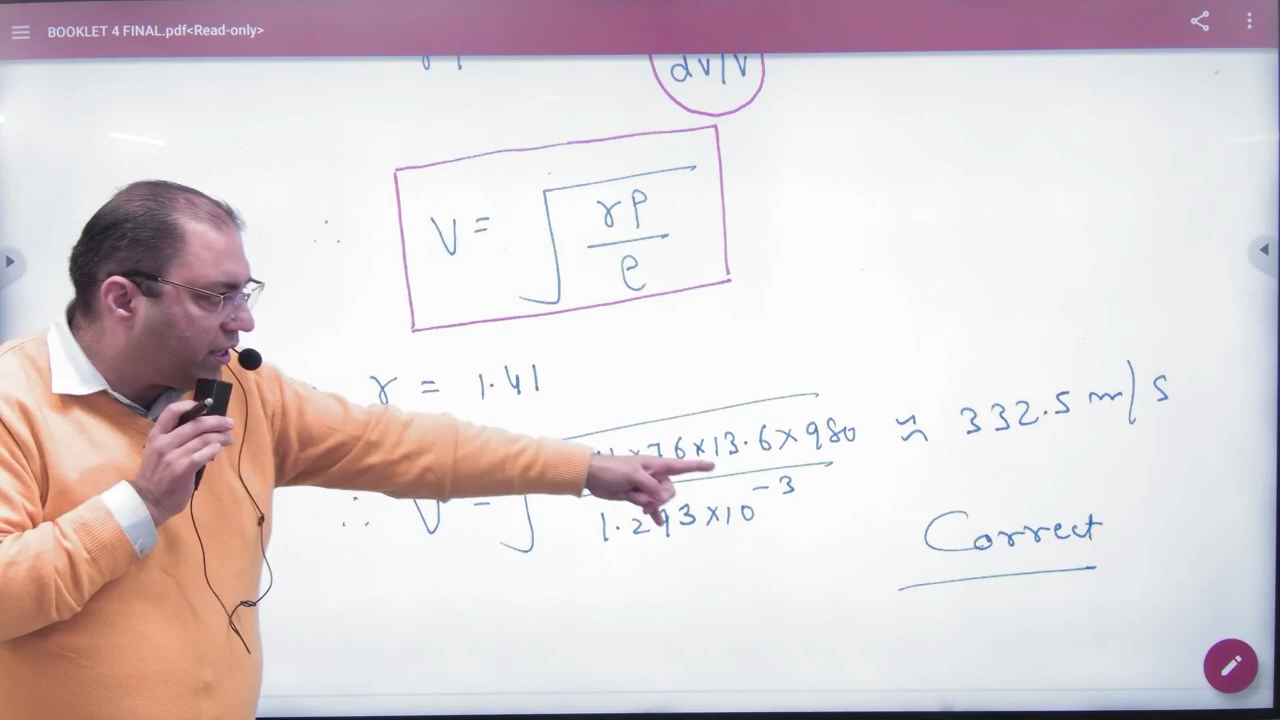 BOOKLET 4 FINAL.pdf<Read-only>
dv/v
V = √ γP / ρ
γ = 1.41
∴ V = √ ×76×13.6×980 / 1.293×10⁻³ ≈ 332.5 m/s
Correct